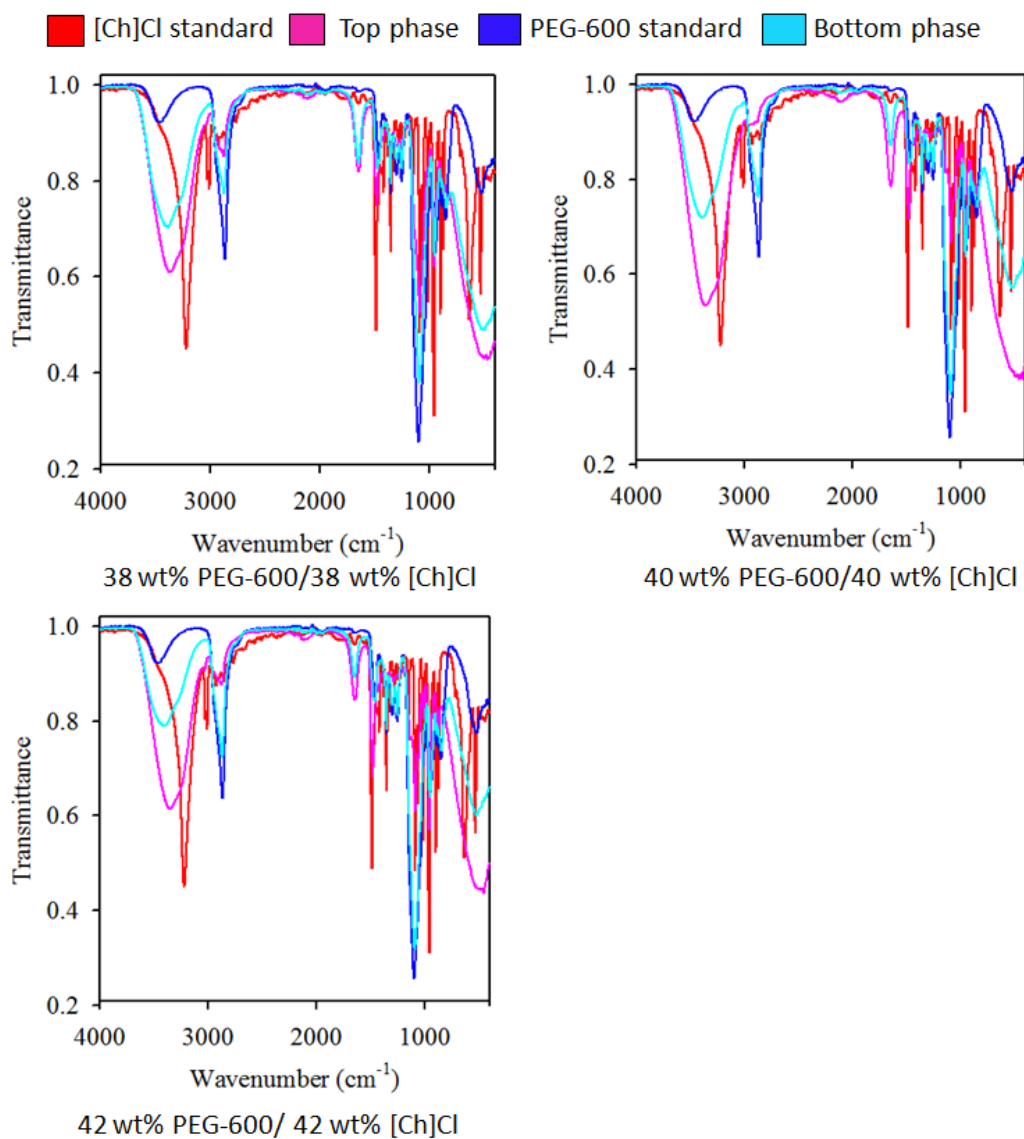 [Ch]Cl standard Top phase PEG-600 standard Bottom phase
1.0
0.8
0.6
0.4
0.2
Transmittance
4000 3000 2000 1000
Wavenumber (cm⁻¹)
38 wt% PEG-600/38 wt% [Ch]Cl
1.0
0.8
0.6
0.4
0.2
Transmittance
4000 3000 2000 1000
Wavenumber (cm⁻¹)
40 wt% PEG-600/40 wt% [Ch]Cl
1.0
0.8
0.6
0.4
0.2
Transmittance
4000 3000 2000 1000
Wavenumber (cm⁻¹)
42 wt% PEG-600/ 42 wt% [Ch]Cl